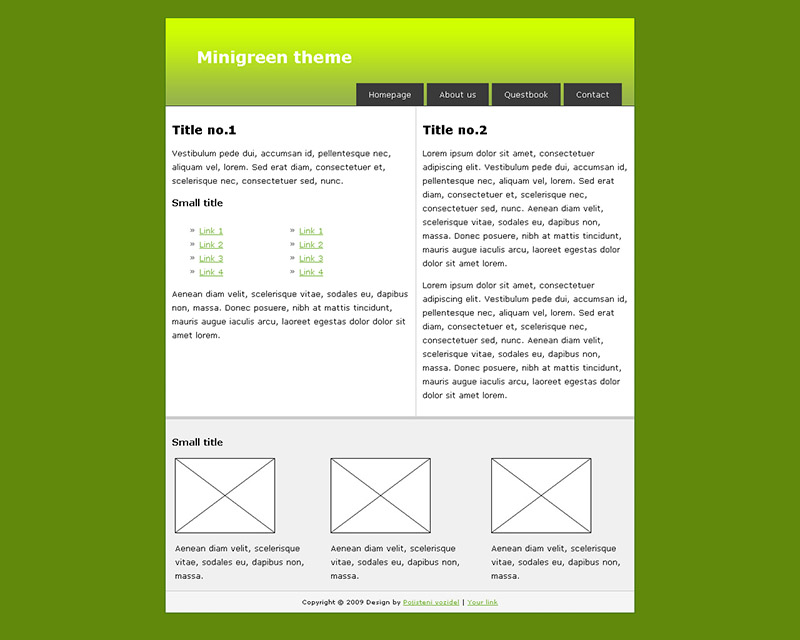 Minigreen theme
Homepage About us Questbook Contact
Title no.1
Vestibulum pede dui, accumsan id, pellentesque nec,
aliquam vel, lorem. Sed erat diam, consectetuer et,
scelerisque nec, consectetuer sed, nunc.
Small title
» Link 1 » Link 1
» Link 2 » Link 2
» Link 3 » Link 3
» Link 4 » Link 4
Aenean diam velit, scelerisque vitae, sodales eu, dapibus
non, massa. Donec posuere, nibh at mattis tincidunt,
mauris augue iaculis arcu, laoreet egestas dolor dolor sit
amet lorem.
Title no.2
Lorem ipsum dolor sit amet, consectetuer
adipiscing elit. Vestibulum pede dui, accumsan id,
pellentesque nec, aliquam vel, lorem. Sed erat
diam, consectetuer et, scelerisque nec,
consectetuer sed, nunc. Aenean diam velit,
scelerisque vitae, sodales eu, dapibus non,
massa. Donec posuere, nibh at mattis tincidunt,
mauris augue iaculis arcu, laoreet egestas dolor
dolor sit amet lorem.
Lorem ipsum dolor sit amet, consectetuer
adipiscing elit. Vestibulum pede dui, accumsan id,
pellentesque nec, aliquam vel, lorem. Sed erat
diam, consectetuer et, scelerisque nec,
consectetuer sed, nunc. Aenean diam velit,
scelerisque vitae, sodales eu, dapibus non,
massa. Donec posuere, nibh at mattis tincidunt,
mauris augue iaculis arcu, laoreet egestas dolor
dolor sit amet lorem.
Small title
Aenean diam velit, scelerisque
vitae, sodales eu, dapibus non,
massa.
Aenean diam velit, scelerisque
vitae, sodales eu, dapibus non,
massa.
Aenean diam velit, scelerisque
vitae, sodales eu, dapibus non,
massa.
Copyright © 2009 Design by Pojisteni vozidel | Your link